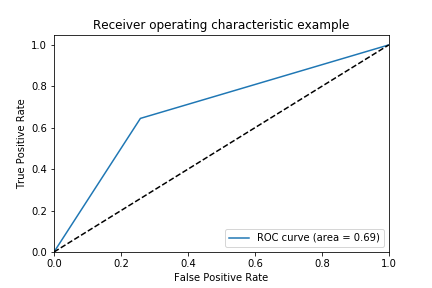 Receiver operating characteristic example
True Positive Rate
1.0
0.8
0.6
0.4
0.2
0.0
ROC curve (area = 0.69)
0.0 0.2 0.4 0.6 0.8 1.0
False Positive Rate